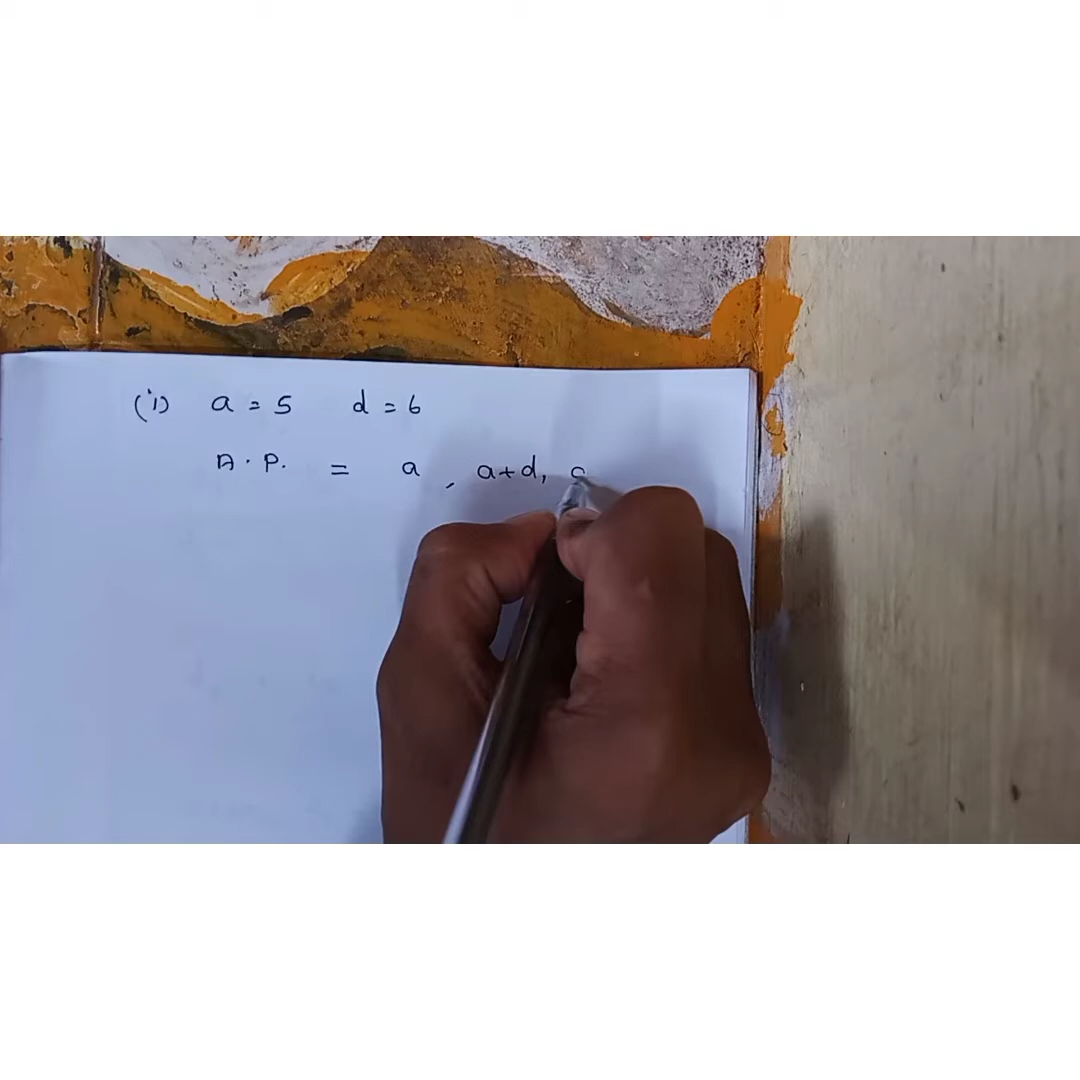 (i) a = 5 d = 6
A.P. = a, a+d, a